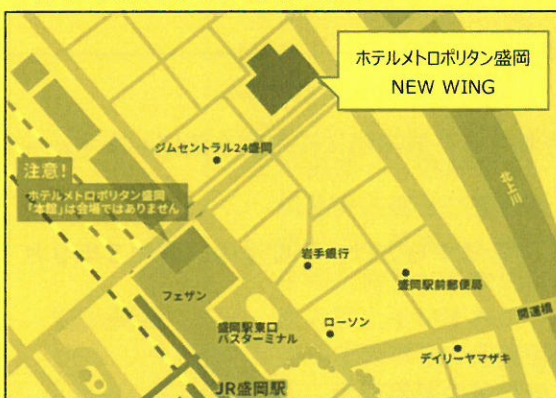 ホテルメトロポリタン盛岡
NEW WING
ジムセントラル24盛岡
注意！
ホテルメトロポリタン盛岡
「本館」は会場ではありません
北上川
岩手銀行
盛岡駅前郵便局
フェザン
開運橋
盛岡駅東口
バスターミナル
ローソン
デイリーヤマザキ
JR盛岡駅